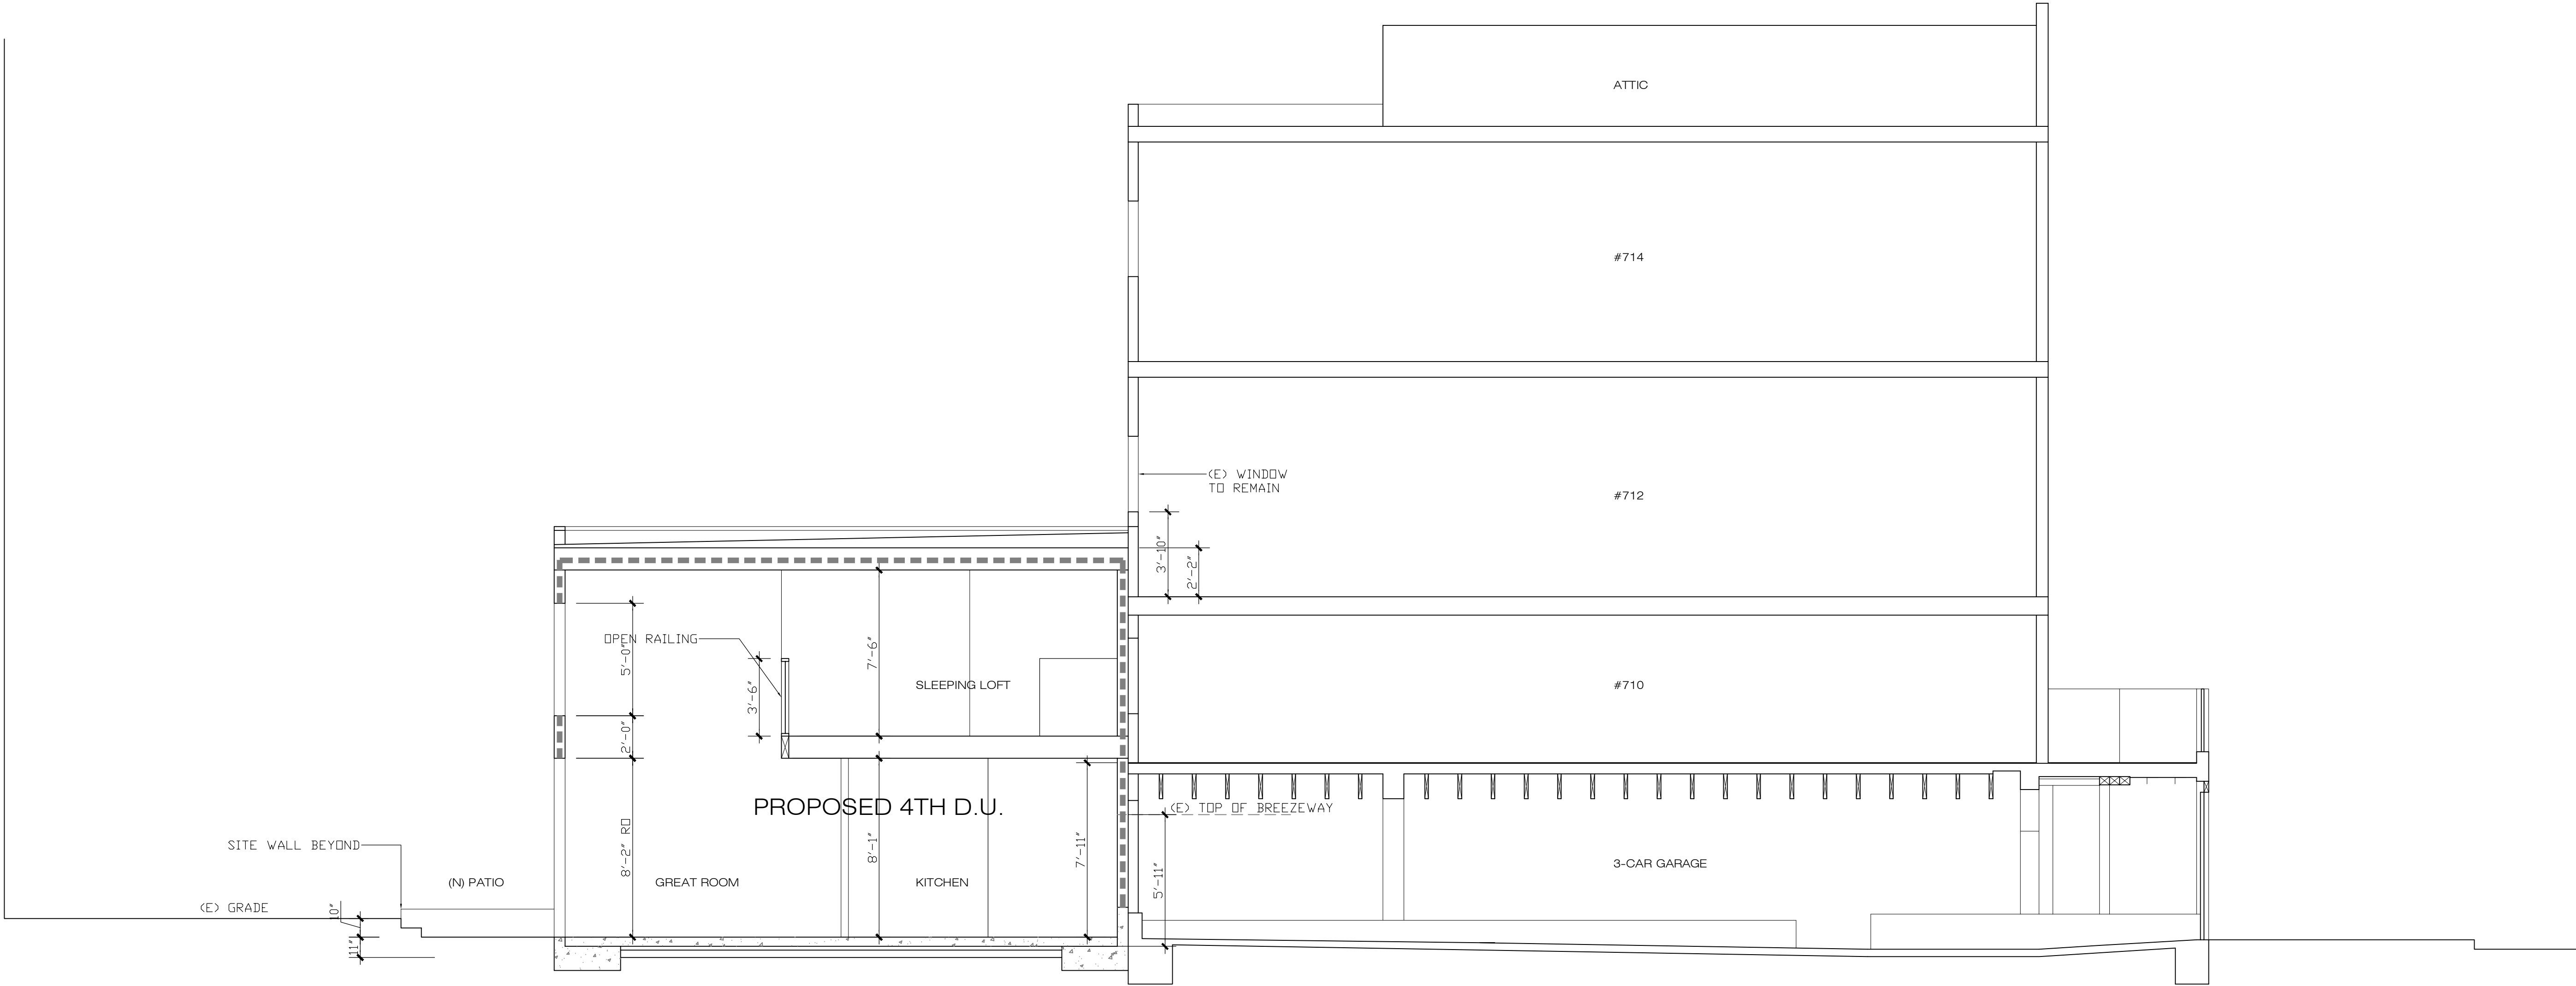 ATTIC
#714
(E) WINDOW
TO REMAIN
#712
3'-10"
2'-2"
OPEN RAILING
5'-0"
7'-6"
3'-6"
SLEEPING LOFT
#710
2'-0"
PROPOSED 4TH D.U.
(E) TOP OF BREEZEWAY
SITE WALL BEYOND
8'-2" RO
8'-1"
7'-11"
5'-11"
3-CAR GARAGE
(N) PATIO
GREAT ROOM
KITCHEN
(E) GRADE
10"
11"